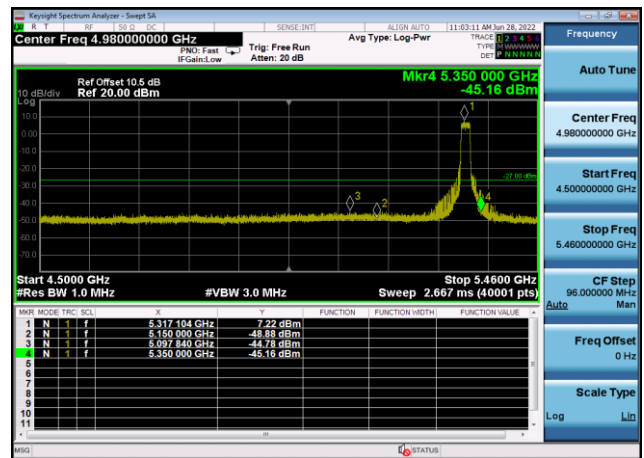 Keysight Spectrum Analyzer - Swept SA
R T RF 50 Ω DC SENSE:INT ALIGN AUTO 11:03:11 AM Jun 28, 2022
Center Freq 4.980000000 GHz
PNO: Fast
IFGain:Low
Trig: Free Run
Atten: 20 dB
Avg Type: Log-Pwr
TRACE 1 2 3 4 5 6
TYPE M W W W W W
DET P N N N N N
Ref Offset 10.5 dB
10 dB/div Ref 20.00 dBm
Log
Mkr4 5.350 000 GHz
-45.16 dBm
10.0
0.00
-10.0
-20.0
-30.0
-40.0
-50.0
-60.0
-70.0
-27.00 dBm
1
2
3
4
Start 4.5000 GHz Stop 5.4600 GHz
#Res BW 1.0 MHz #VBW 3.0 MHz Sweep 2.667 ms (40001 pts)
MKR MODE TRC SCL X Y FUNCTION FUNCTION WIDTH FUNCTION VALUE
1 N 1 f 5.317 104 GHz 7.22 dBm
2 N 1 f 5.150 000 GHz -48.88 dBm
3 N 1 f 5.097 840 GHz -44.78 dBm
4 N 1 f 5.350 000 GHz -45.16 dBm
5
6
7
8
9
10
11
MSG STATUS
Frequency
Auto Tune
Center Freq
4.980000000 GHz
Start Freq
4.500000000 GHz
Stop Freq
5.460000000 GHz
CF Step
96.000000 MHz
Auto Man
Freq Offset
0 Hz
Scale Type
Log Lin